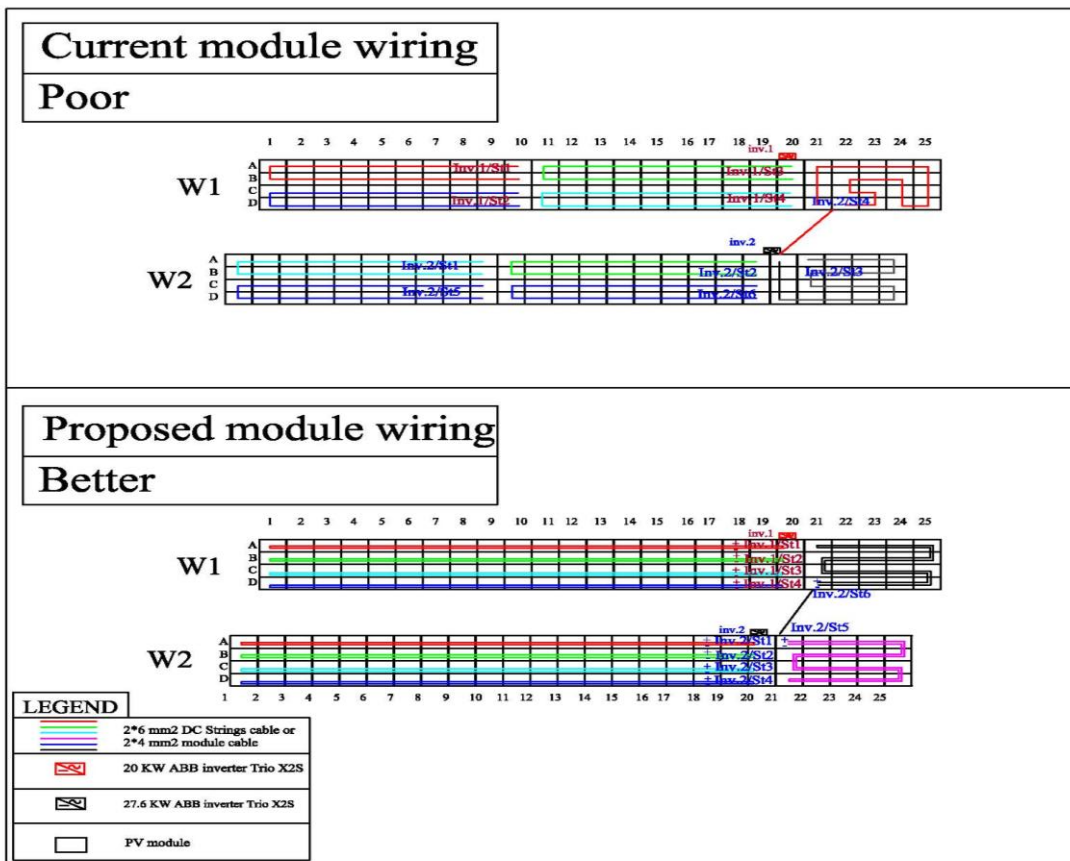 Current module wiring
Poor
1 2 3 4 5 6 7 8 9 10 11 12 13 14 15 16 17 18 19 20 21 22 23 24 25
inv.1
W1
A
B
C
D
Inv.1/St1
Inv.1/St3
Inv.1/St2
Inv.1/St4
Inv.2/St4
inv.2
W2
A
B
C
D
Inv.2/St1
Inv.2/St2
Inv.2/St3
Inv.2/St5
Inv.2/St6
Proposed module wiring
Better
1 2 3 4 5 6 7 8 9 10 11 12 13 14 15 16 17 18 19 20 21 22 23 24 25
inv.1
W1
A
B
C
D
± Inv.1/St1
± Inv.1/St2
± Inv.1/St3
± Inv.1/St4
±
Inv.2/St6
inv.2
Inv.2/St5
W2
A
B
C
D
± Inv.2/St1 ±
± Inv.2/St2
± Inv.2/St3
± Inv.2/St4
1 2 3 4 5 6 7 8 9 10 11 12 13 14 15 16 17 18 19 20 21 22 23 24 25
LEGEND
2*6 mm2 DC Strings cable or
2*4 mm2 module cable
20 KW ABB inverter Trio X2S
27.6 KW ABB inverter Trio X2S
PV module